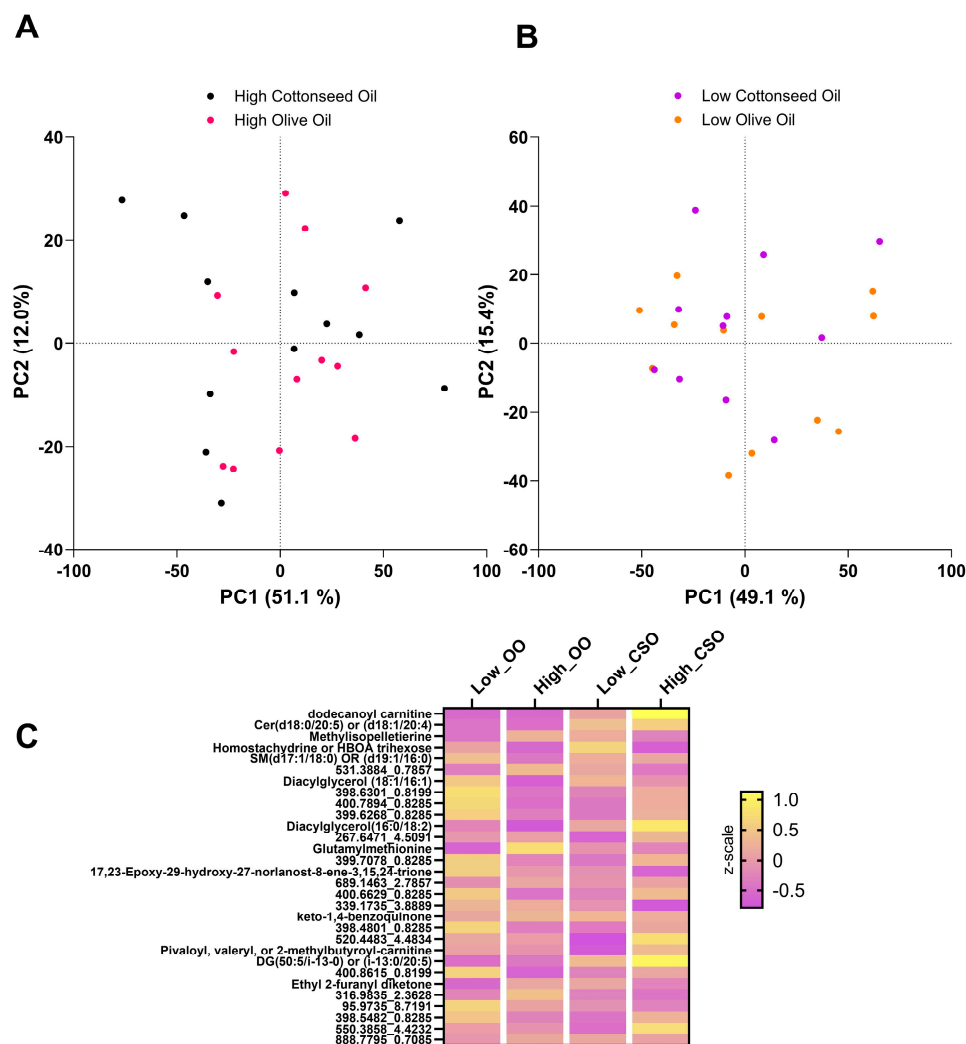 A
B
High Cottonseed Oil
High Olive Oil
Low Cottonseed Oil
Low Olive Oil
40
20
0
-20
-40
-100
-50
0
50
100
PC2 (12.0%)
PC1 (51.1 %)
60
40
20
0
-20
-40
-60
-100
-50
0
50
100
PC2 (15.4%)
PC1 (49.1 %)
C
Low_OO
High_OO
Low_CSO
High_CSO
dodecanoyl carnitine
Cer(d18:0/20:5) or (d18:1/20:4)
Methylisopelletierine
Homostachydrine or HBOA trihexose
SM(d17:1/18:0) OR (d19:1/16:0)
531.3884_0.7857
Diacylglycerol (18:1/16:1)
398.6301_0.8199
400.7894_0.8285
399.6268_0.8285
Diacylglycerol(16:0/18:2)
267.6471_4.5091
Glutamylmethionine
399.7078_0.8285
17,23-Epoxy-29-hydroxy-27-norlanost-8-ene-3,15,24-trione
689.1463_2.7857
400.6629_0.8285
339.1735_3.8889
keto-1,4-benzoquinone
398.4801_0.8285
520.4483_4.4834
Pivaloyl, valeryl, or 2-methylbutyroyl-carnitine
DG(50:5/i-13-0) or (i-13:0/20:5)
400.8615_0.8199
Ethyl 2-furanyl diketone
316.9835_2.3628
95.9735_8.7191
398.5482_0.8285
550.3858_4.4232
888.7795_0.7085
z-scale
1.0
0.5
0
-0.5